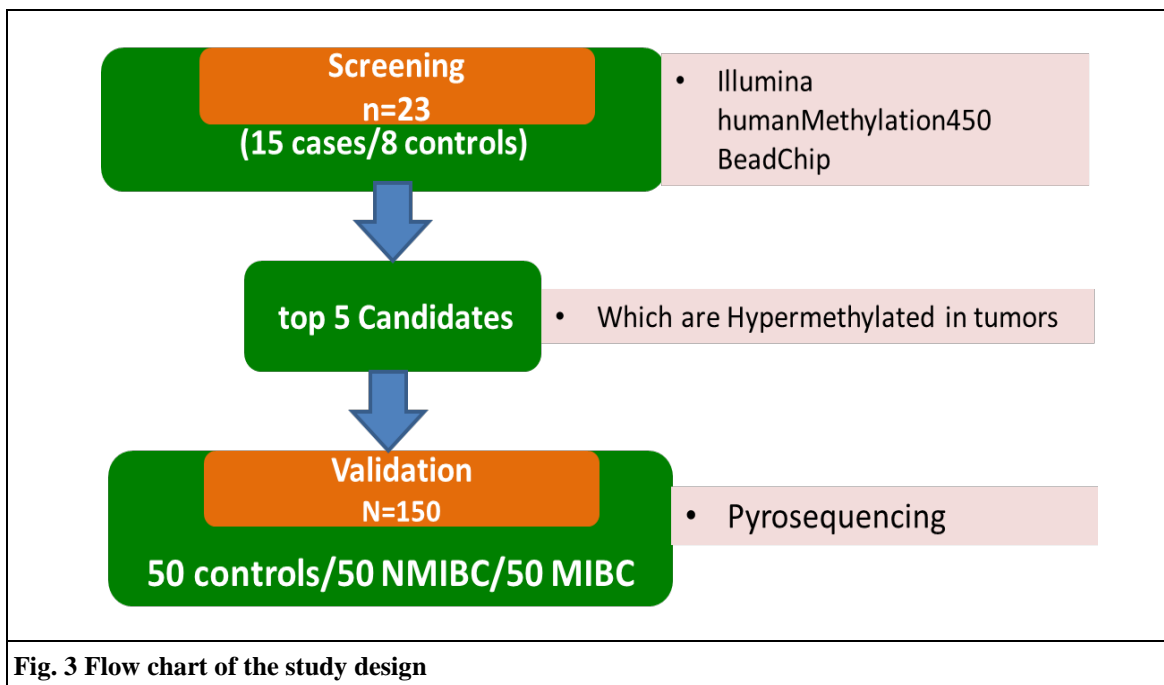 Screening
n=23
(15 cases/8 controls)
• Illumina
humanMethylation450
BeadChip
top 5 Candidates
• Which are Hypermethylated in tumors
Validation
N=150
50 controls/50 NMIBC/50 MIBC
• Pyrosequencing
Fig. 3 Flow chart of the study design